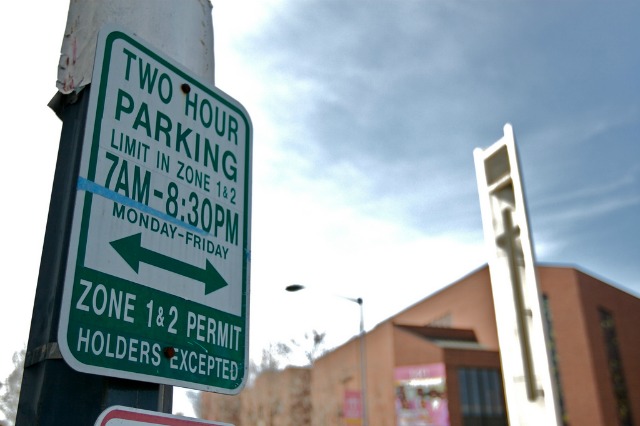 TWO HOUR
PARKING
LIMIT IN ZONE 1&2
7AM-8:30PM
MONDAY-FRIDAY
ZONE 1&2 PERMIT
HOLDERS EXCEPTED